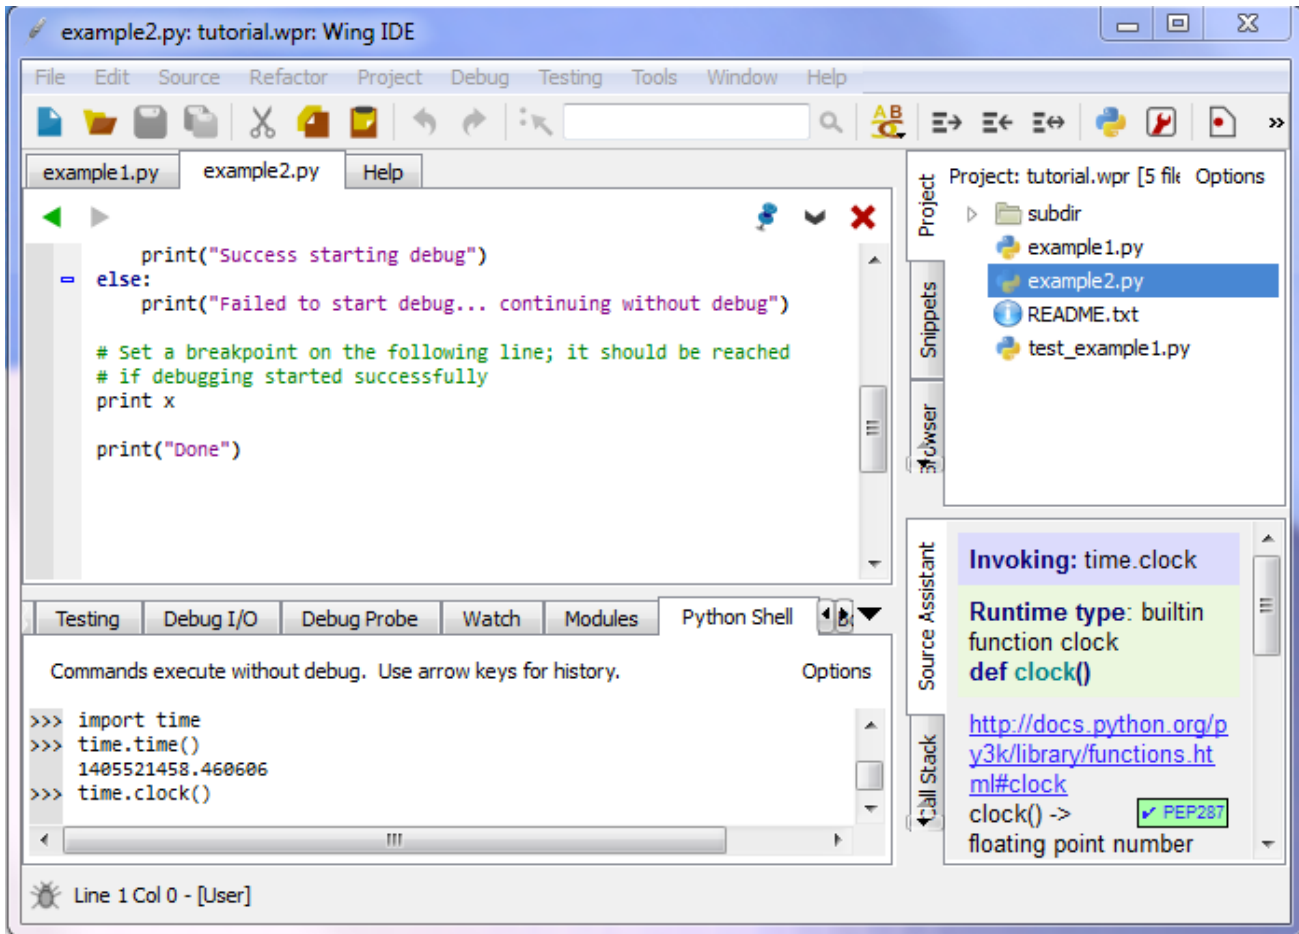 example2.py: tutorial.wpr: Wing IDE
File Edit Source Refactor Project Debug Testing Tools Window Help
example1.py example2.py Help
print("Success starting debug")
else:
print("Failed to start debug... continuing without debug")
# Set a breakpoint on the following line; it should be reached
# if debugging started successfully
print x
print("Done")
Project
Snippets
Browser
Project: tutorial.wpr [5 file Options
subdir
example1.py
example2.py
README.txt
test_example1.py
Testing Debug I/O Debug Probe Watch Modules Python Shell
Commands execute without debug. Use arrow keys for history. Options
>>> import time
>>> time.time()
1405521458.460606
>>> time.clock()
Source Assistant
Call Stack
Invoking: time.clock
Runtime type: builtin
function clock
def clock()
http://docs.python.org/p
y3k/library/functions.ht
ml#clock
clock() -> ✔ PEP287
floating point number
Line 1 Col 0 - [User]